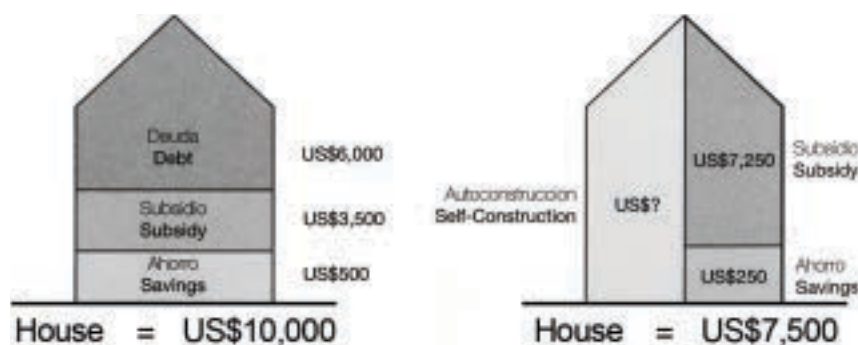 Deuda
Debt
US$6,000
Subsidio
Subsidy
US$3,500
Ahorro
Savings
US$500
House = US$10,000
Autoconstruccion
Self-Construction
US$?
US$7,250
Subsidio
Subsidy
US$250
Ahorro
Savings
House = US$7,500